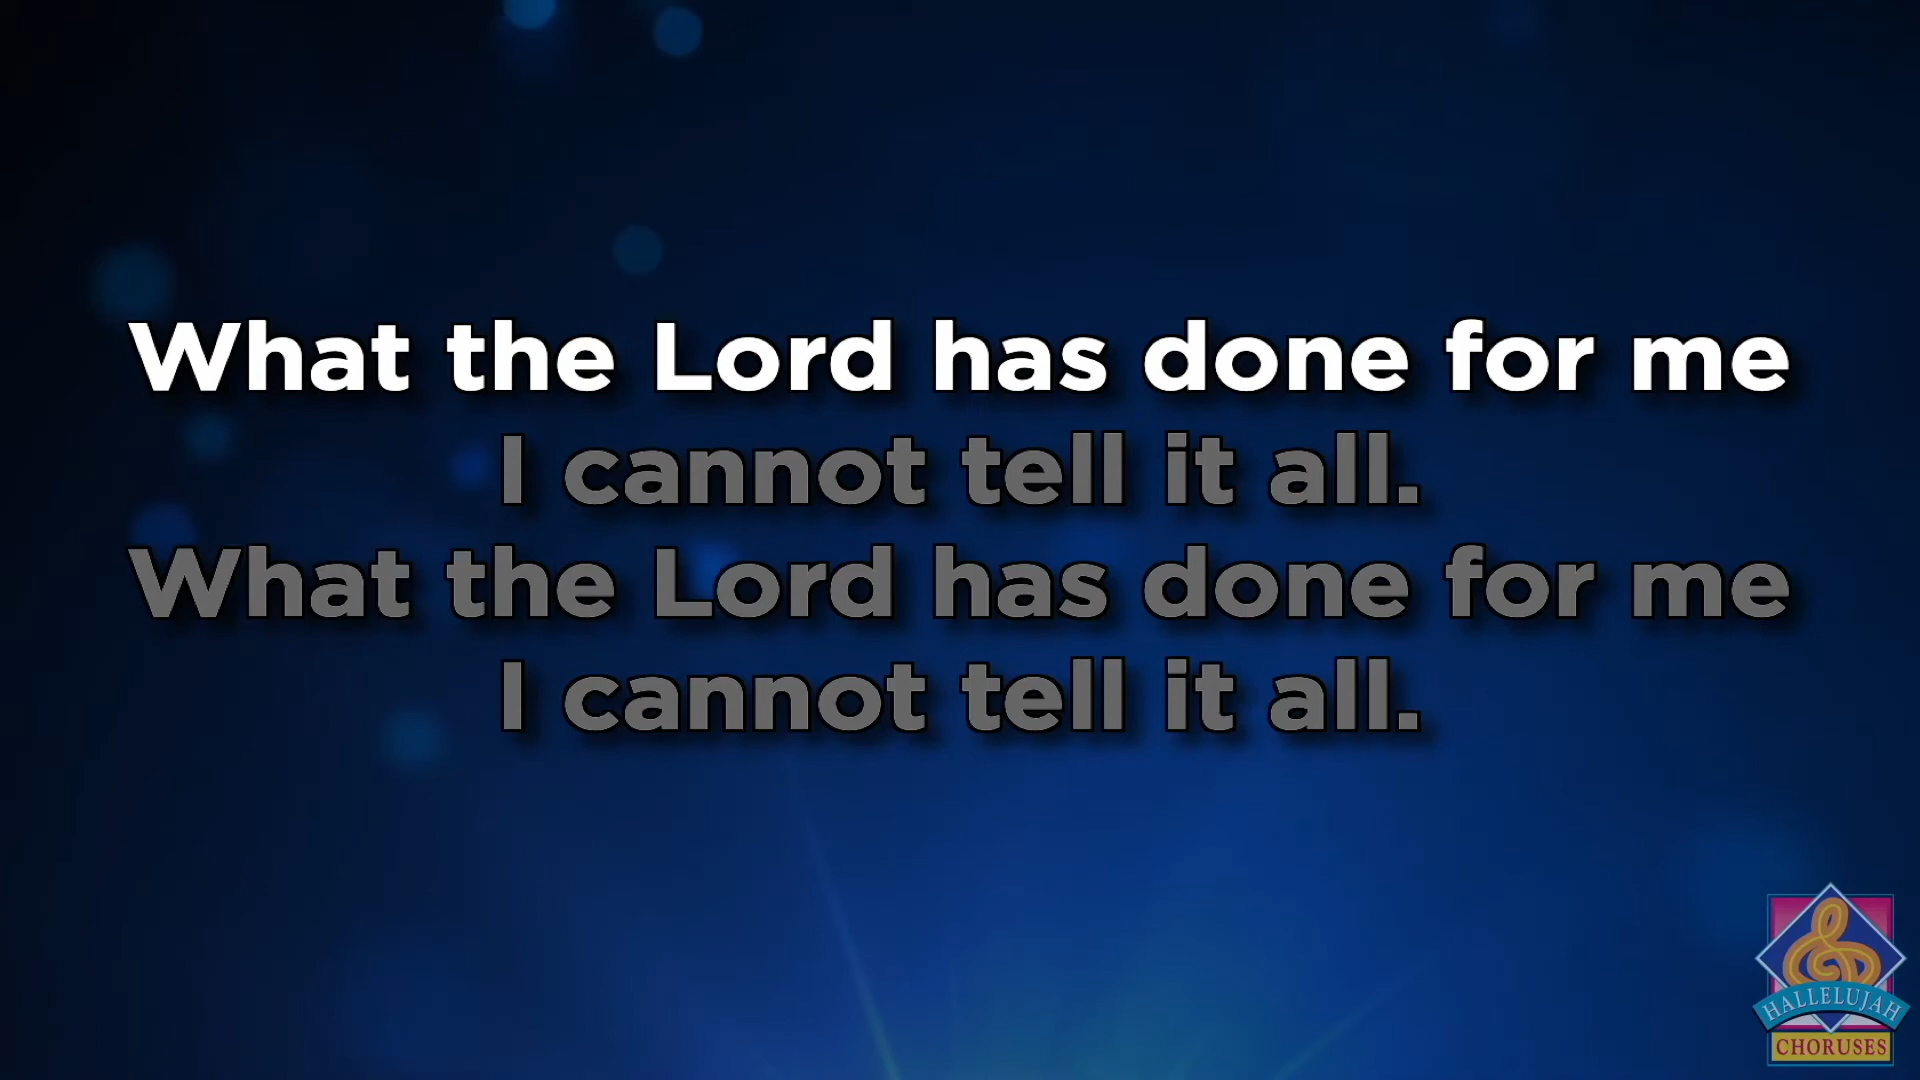 What the Lord has done for me
I cannot tell it all.
What the Lord has done for me
I cannot tell it all.
HALLELUJAH
CHORUSES